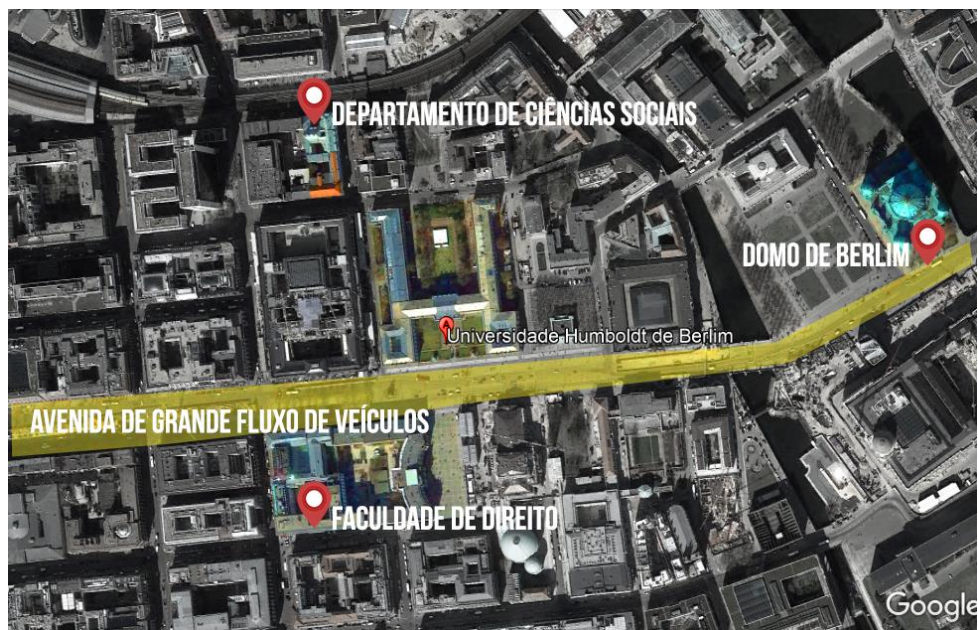 DEPARTAMENTO DE CIÊNCIAS SOCIAIS
DOMO DE BERLIM
A
Universidade Humboldt de Berlim
AVENIDA DE GRANDE FLUXO DE VEÍCULOS
FACULDADE DE DIREITO
Google